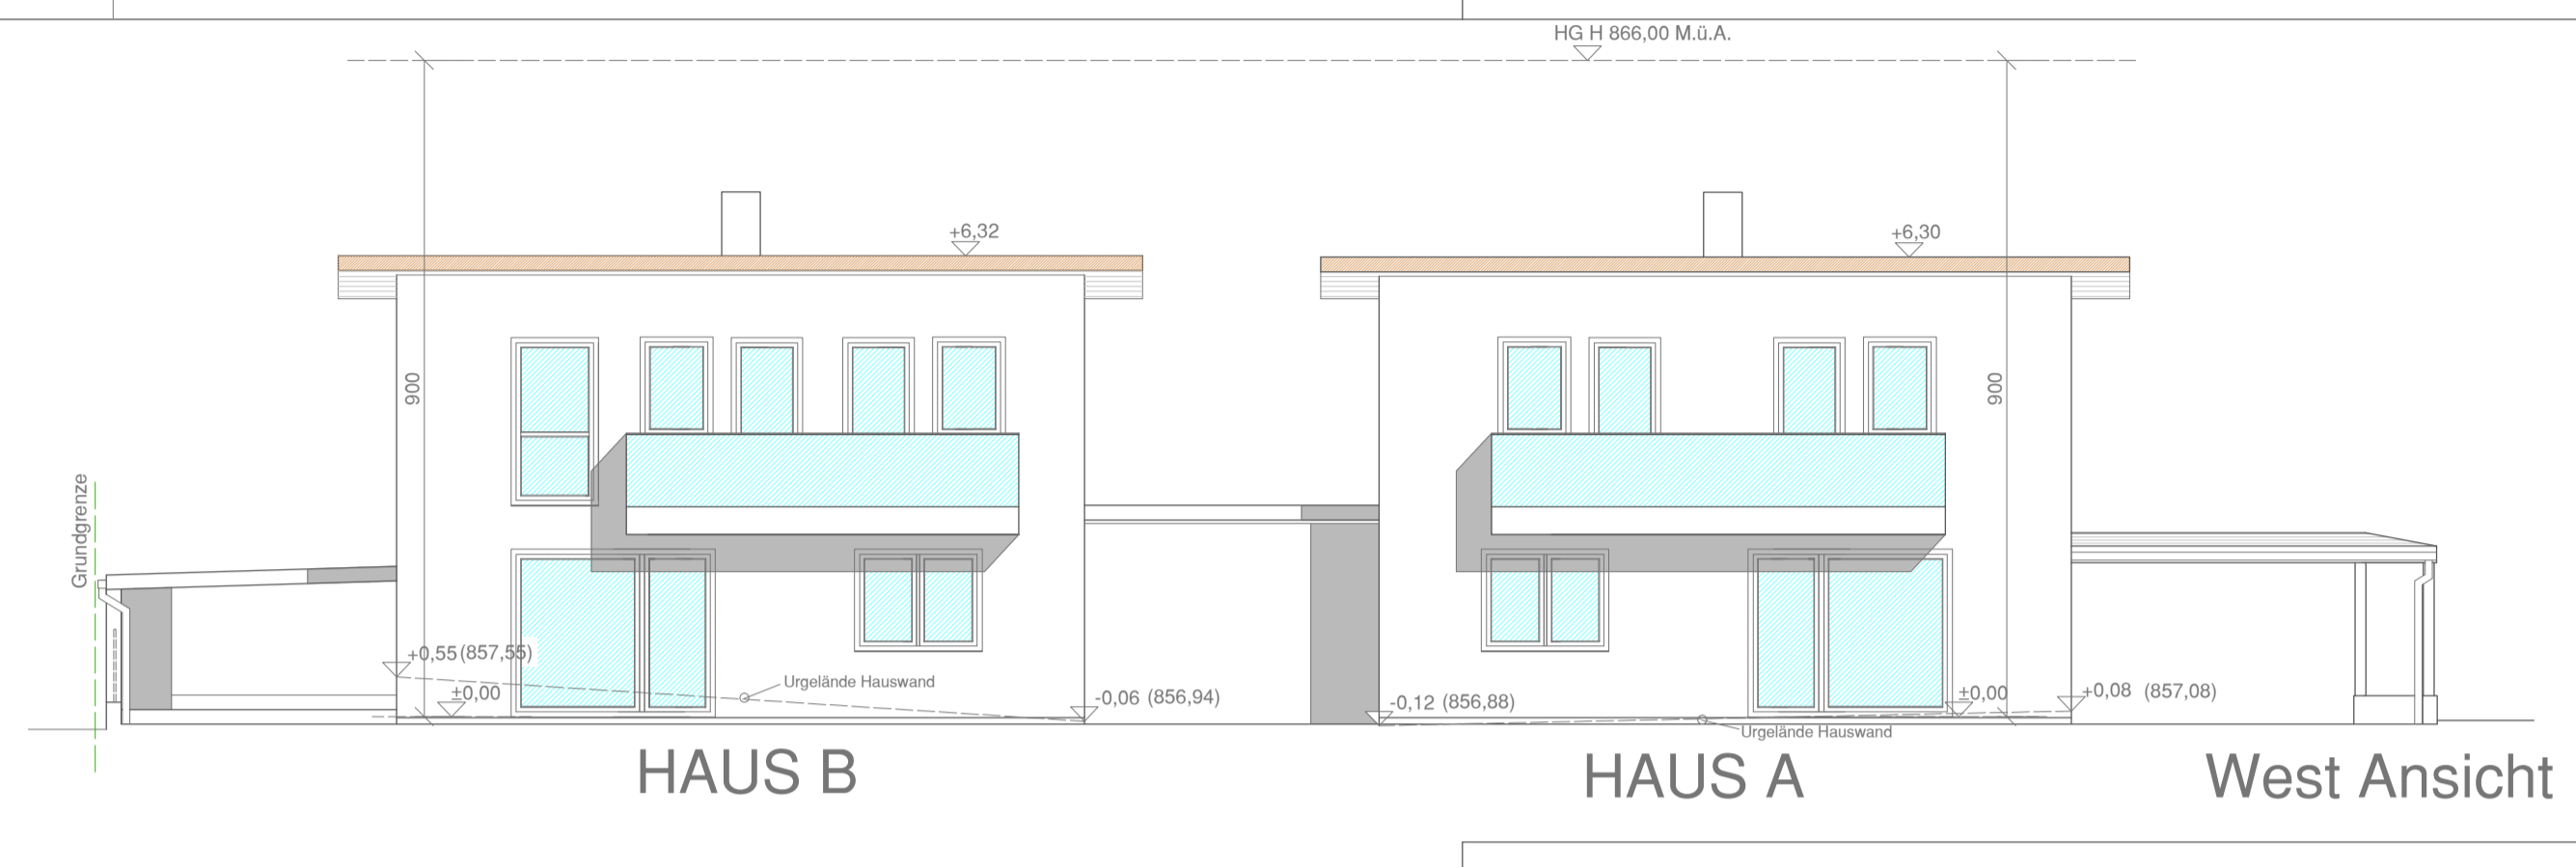 HG H 866,00 M.ü.A.
+6,32
+6,30
900
900
Grundgrenze
+0,55 (857,55)
±0,00
Urgelände Hauswand
-0,06 (856,94)
-0,12 (856,88)
±0,00
+0,08 (857,08)
Urgelände Hauswand
HAUS B
HAUS A
West Ansicht